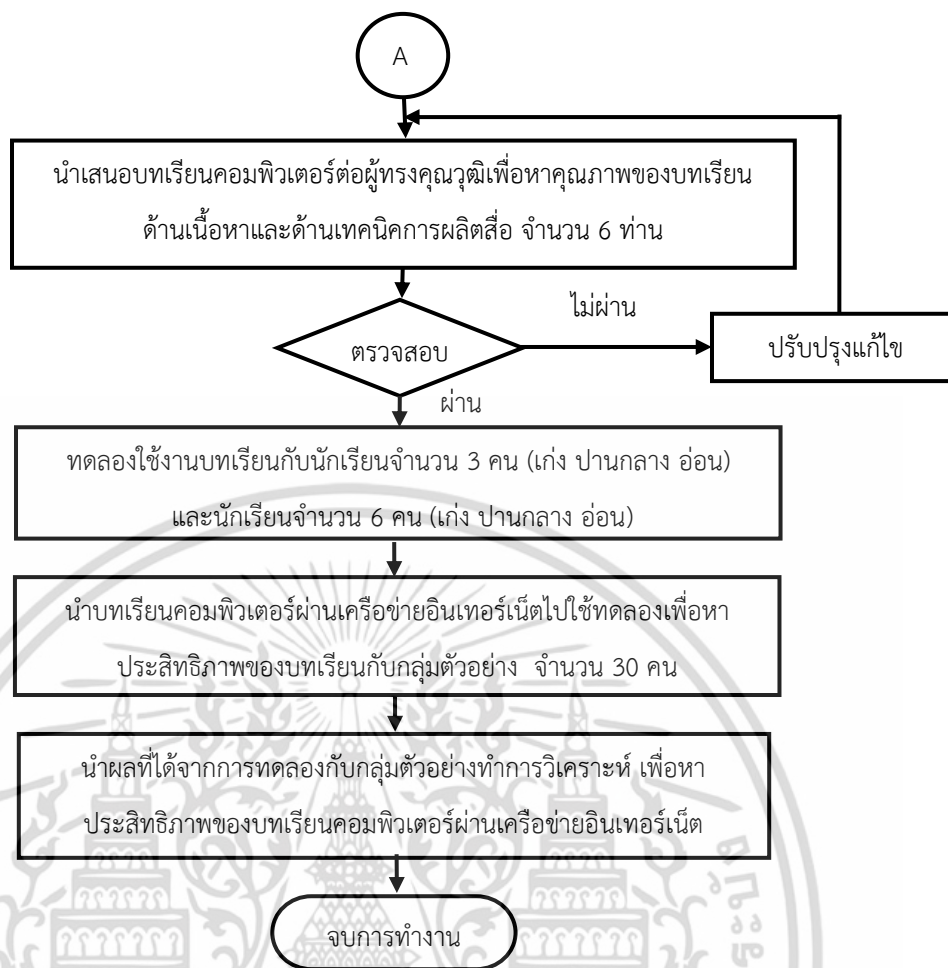 A
นำเสนอบทเรียนคอมพิวเตอร์ต่อผู้ทรงคุณวุฒิเพื่อหาคุณภาพของบทเรียน
ด้านเนื้อหาและด้านเทคนิคการผลิตสื่อ จำนวน 6 ท่าน
ไม่ผ่าน
ตรวจสอบ
ปรับปรุงแก้ไข
ผ่าน
ทดลองใช้งานบทเรียนกับนักเรียนจำนวน 3 คน (เก่ง ปานกลาง อ่อน)
และนักเรียนจำนวน 6 คน (เก่ง ปานกลาง อ่อน)
นำบทเรียนคอมพิวเตอร์ผ่านเครือข่ายอินเทอร์เน็ตไปใช้ทดลองเพื่อหา
ประสิทธิภาพของบทเรียนกับกลุ่มตัวอย่าง จำนวน 30 คน
นำผลที่ได้จากการทดลองกับกลุ่มตัวอย่างทำการวิเคราะห์ เพื่อหา
ประสิทธิภาพของบทเรียนคอมพิวเตอร์ผ่านเครือข่ายอินเทอร์เน็ต
จบการทำงาน